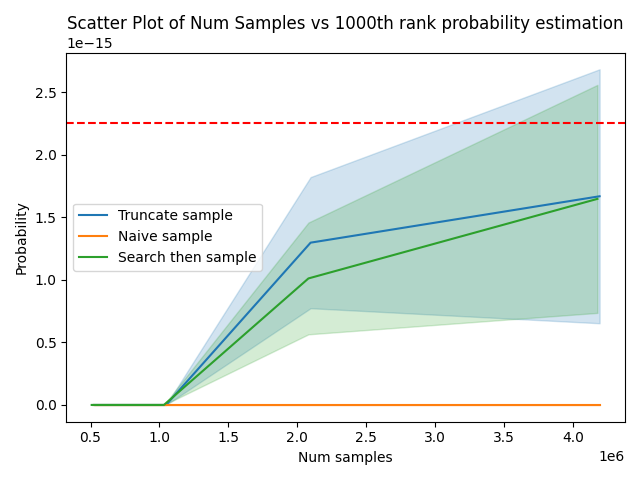 Scatter Plot of Num Samples vs 1000th rank probability estimation
1e−15
2.5
2.0
1.5
1.0
0.5
0.0
Probability
Truncate sample
Naive sample
Search then sample
0.5 1.0 1.5 2.0 2.5 3.0 3.5 4.0
1e6
Num samples